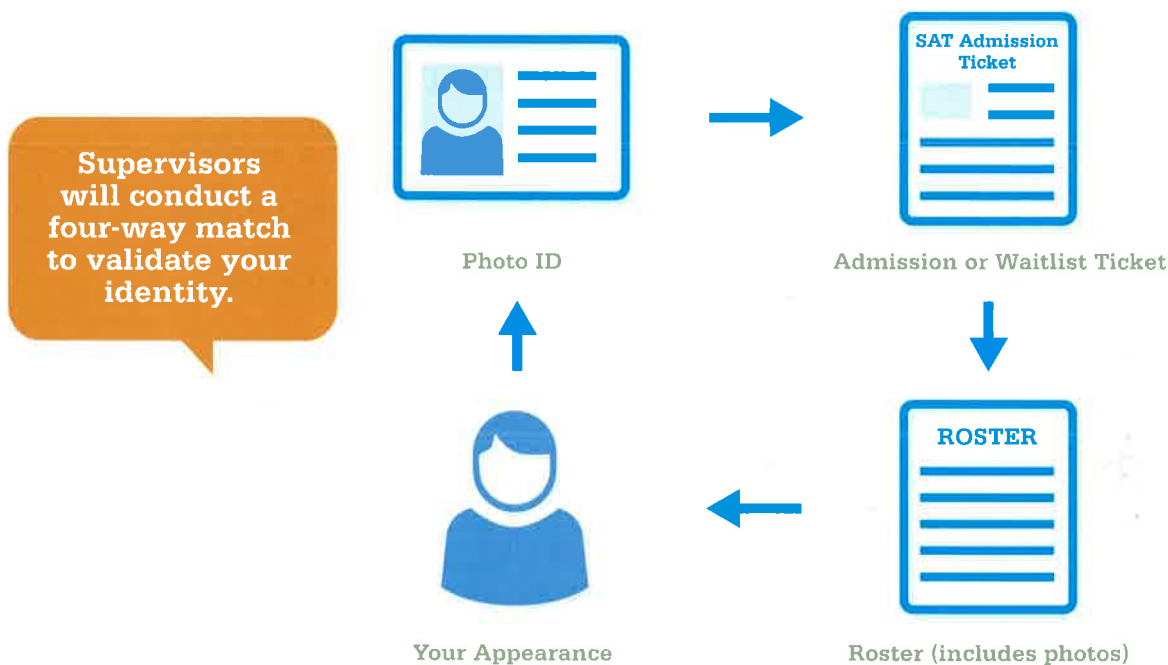 SAT Admission
Ticket
Supervisors
will conduct a
four-way match
to validate your
identity.
Photo ID
Admission or Waitlist Ticket
ROSTER
Your Appearance
Roster (includes photos)